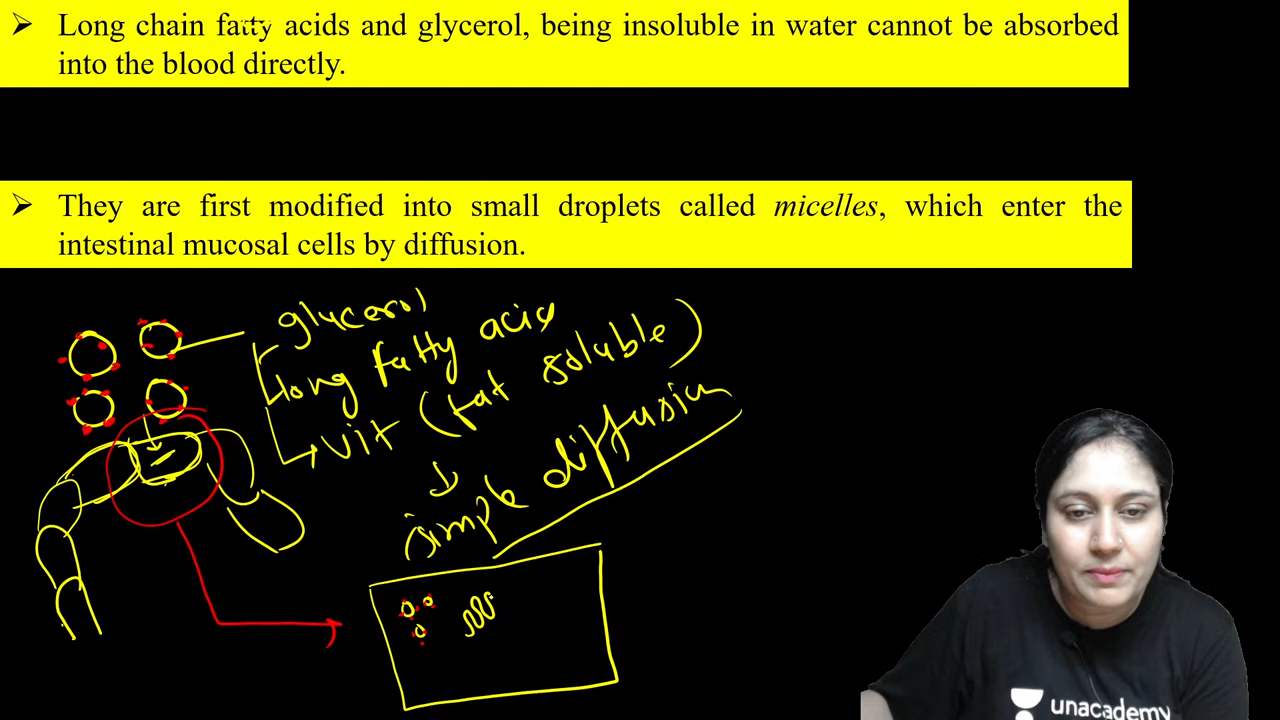 ➢ Long chain fatty acids and glycerol, being insoluble in water cannot be absorbed
into the blood directly.
➢ They are first modified into small droplets called micelles, which enter the
intestinal mucosal cells by diffusion.
glycerol
long fatty acid
→ vit (fat soluble)
↓
simple diffusion
unacademy